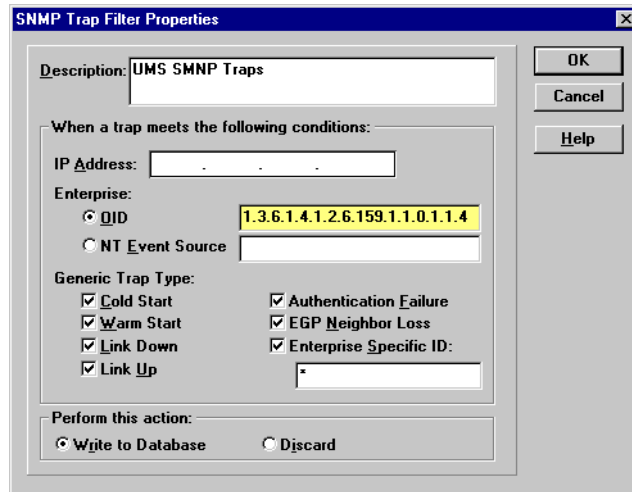 SNMP Trap Filter Properties
Description: UMS SMNP Traps
OK
Cancel
Help
When a trap meets the following conditions:
IP Address: . . .
Enterprise:
OID 1.3.6.1.4.1.2.6.159.1.1.0.1.1.4
NT Event Source
Generic Trap Type:
Cold Start Authentication Failure
Warm Start EGP Neighbor Loss
Link Down Enterprise Specific ID:
Link Up *
Perform this action:
Write to Database Discard